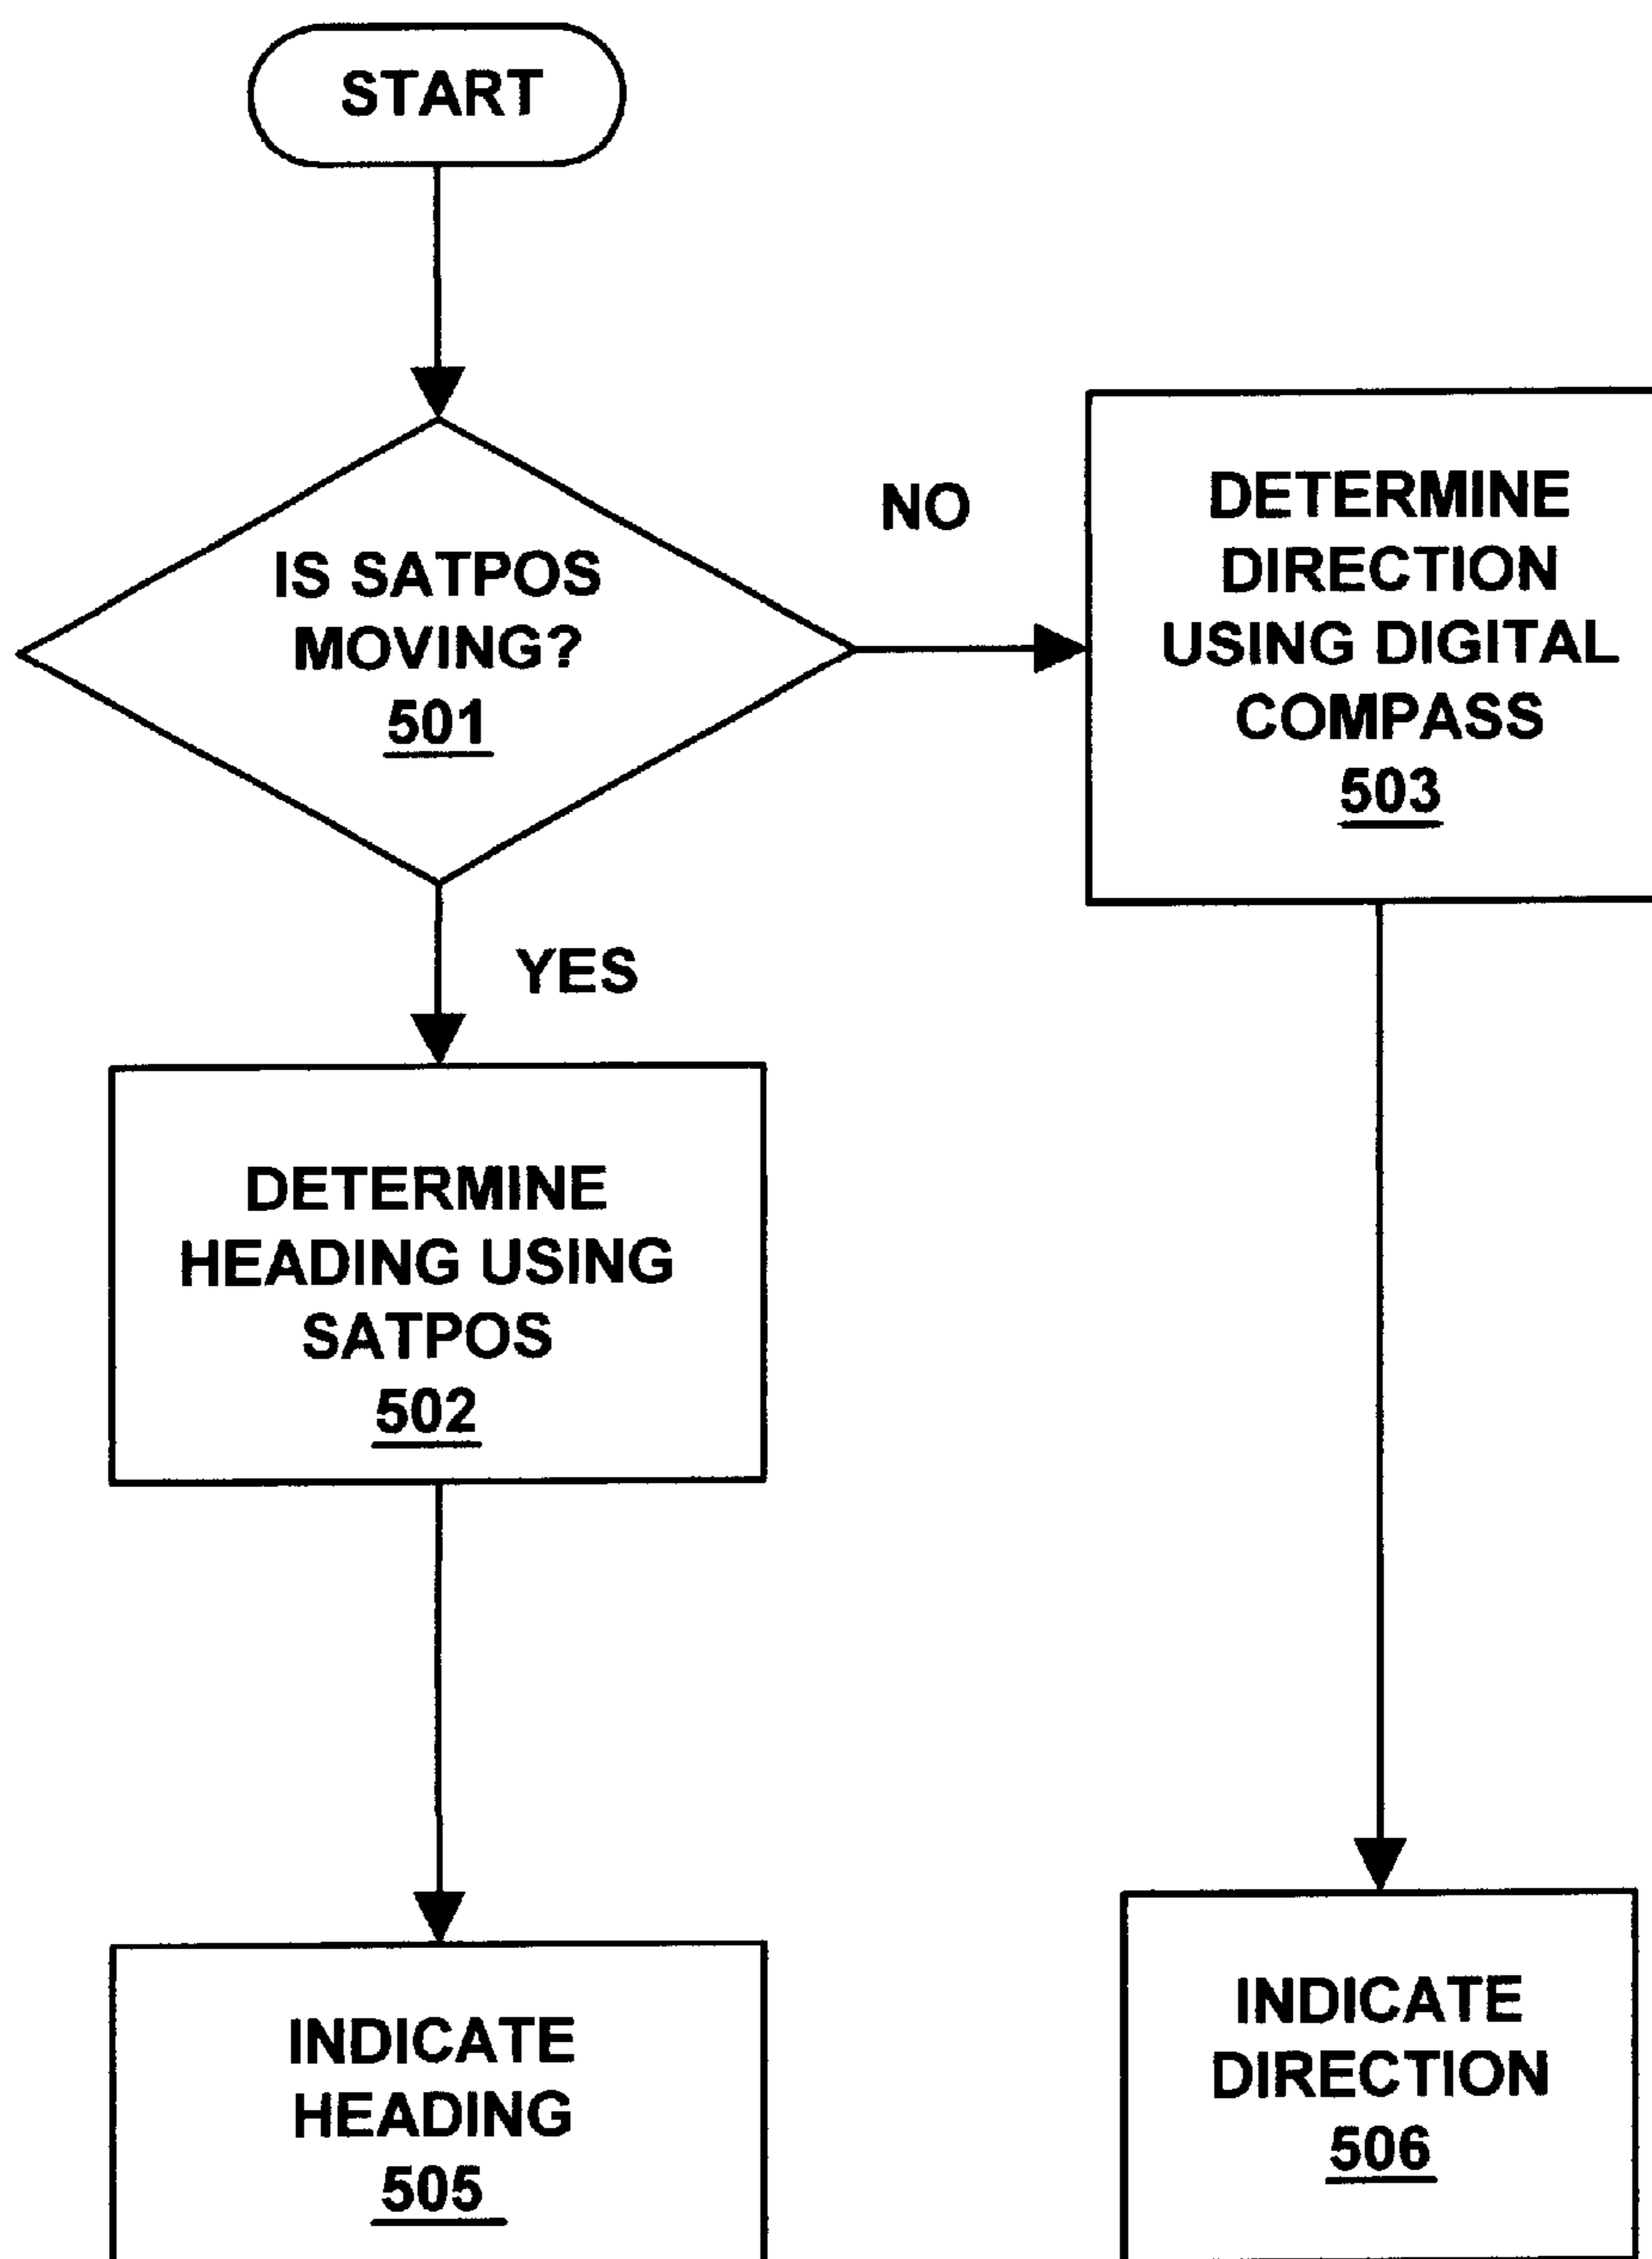 START
IS SATPOS
MOVING?
501
NO
DETERMINE
DIRECTION
USING DIGITAL
COMPASS
503
YES
DETERMINE
HEADING USING
SATPOS
502
INDICATE
HEADING
505
INDICATE
DIRECTION
506